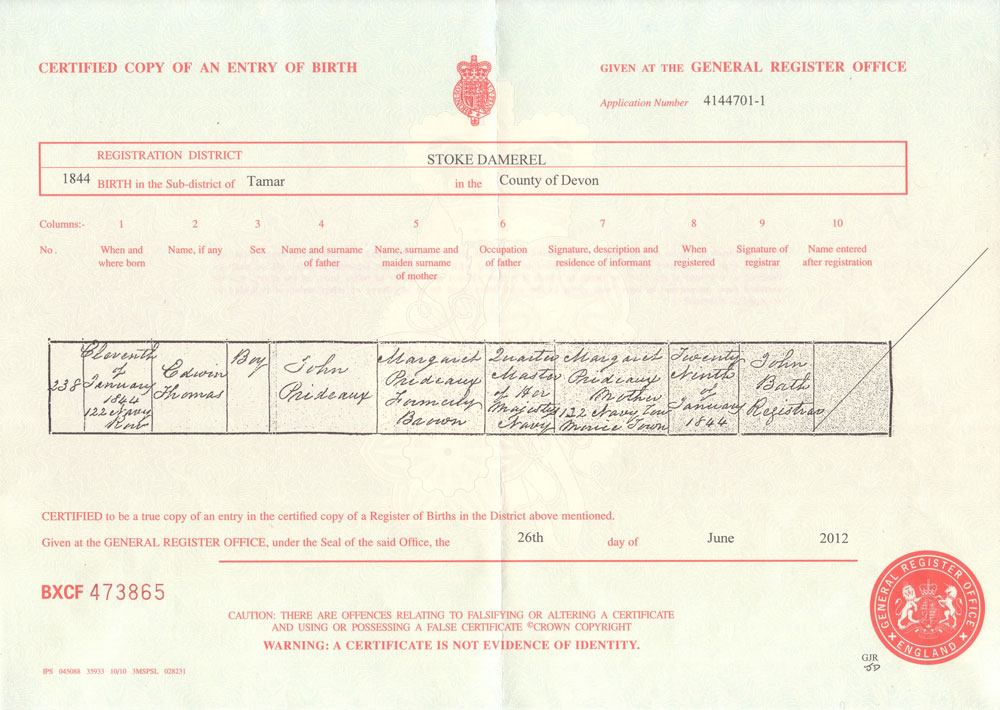 CERTIFIED COPY OF AN ENTRY OF BIRTH
GIVEN AT THE GENERAL REGISTER OFFICE
Application Number 4144701-1
REGISTRATION DISTRICT STOKE DAMEREL
1844 BIRTH in the Sub-district of Tamar in the County of Devon
Columns:- 1 2 3 4 5 6 7 8 9 10
No. When and where born
Name, if any
Sex
Name and surname of father
Name, surname and maiden surname of mother
Occupation of father
Signature, description and residence of informant
When registered
Signature of registrar
Name entered after registration
238
Eleventh
of
January
1844
122 Navy
Row
Edwin
Thomas
Boy
John
Prideaux
Margaret
Prideaux
Formerly
Brown
Quarter
Master
of Her
Majestys
Navy
Margaret
Prideaux
Mother
122 Navy Row
Morice Town
Twenty
Ninth
of
January
1844
John
Bath
Registrar
CERTIFIED to be a true copy of an entry in the certified copy of a Register of Births in the District above mentioned.
Given at the GENERAL REGISTER OFFICE, under the Seal of the said Office, the 26th day of June 2012
BXCF 473865
CAUTION: THERE ARE OFFENCES RELATING TO FALSIFYING OR ALTERING A CERTIFICATE
AND USING OR POSSESSING A FALSE CERTIFICATE ©CROWN COPYRIGHT
WARNING: A CERTIFICATE IS NOT EVIDENCE OF IDENTITY.
GENERAL REGISTER OFFICE
ENGLAND
GJR
IPS 045088 35933 10/10 3MSPSL 028231